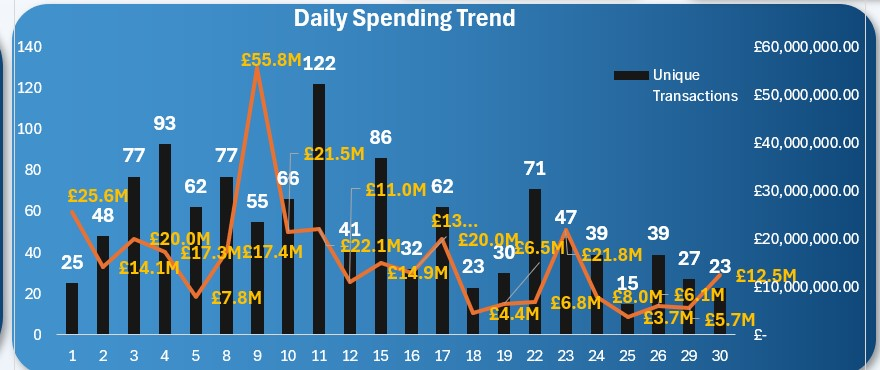 Daily Spending Trend
140
120
100
80
60
40
20
0
£60,000,000.00
£50,000,000.00
£40,000,000.00
£30,000,000.00
£20,000,000.00
£10,000,000.00
£-
Unique
Transactions
25
48
77
93
62
77
55
66
122
41
86
32
62
23
30
71
47
39
15
39
27
23
£25.6M
£14.1M
£20.0M
£17.3M
£7.8M
£17.4M
£55.8M
£21.5M
£22.1M
£11.0M
£14.9M
£13...
£20.0M
£4.4M
£6.5M
£6.8M
£21.8M
£8.0M
£3.7M
£6.1M
£5.7M
£12.5M
1 2 3 4 5 8 9 10 11 12 15 16 17 18 19 22 23 24 25 26 29 30